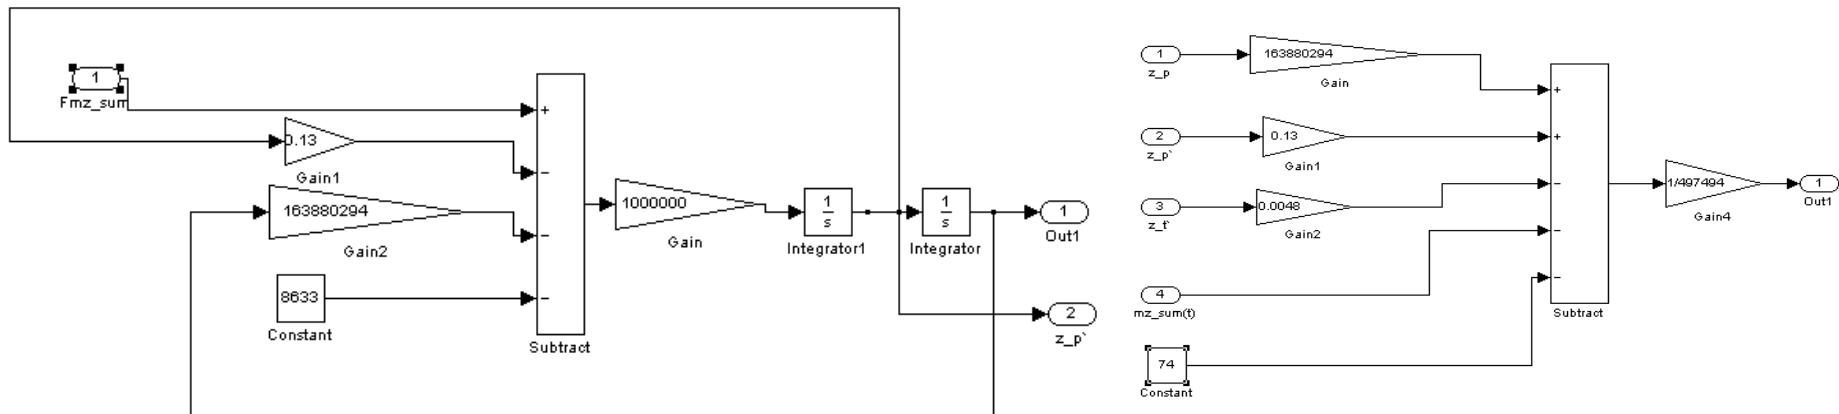 1
Fmz_sum
+
0.13
Gain1
−
163880294
Gain2
−
8633
Constant
−
Subtract
1000000
Gain
1
s
Integrator1
1
s
Integrator
1
Out1
2
z_p`
1
z_p
163880294
Gain
+
2
z_p`
0.13
Gain1
+
3
z_t`
0.0048
Gain2
−
4
mz_sum(t)
−
74
Constant
−
Subtract
1/497494
Gain4
1
Out1